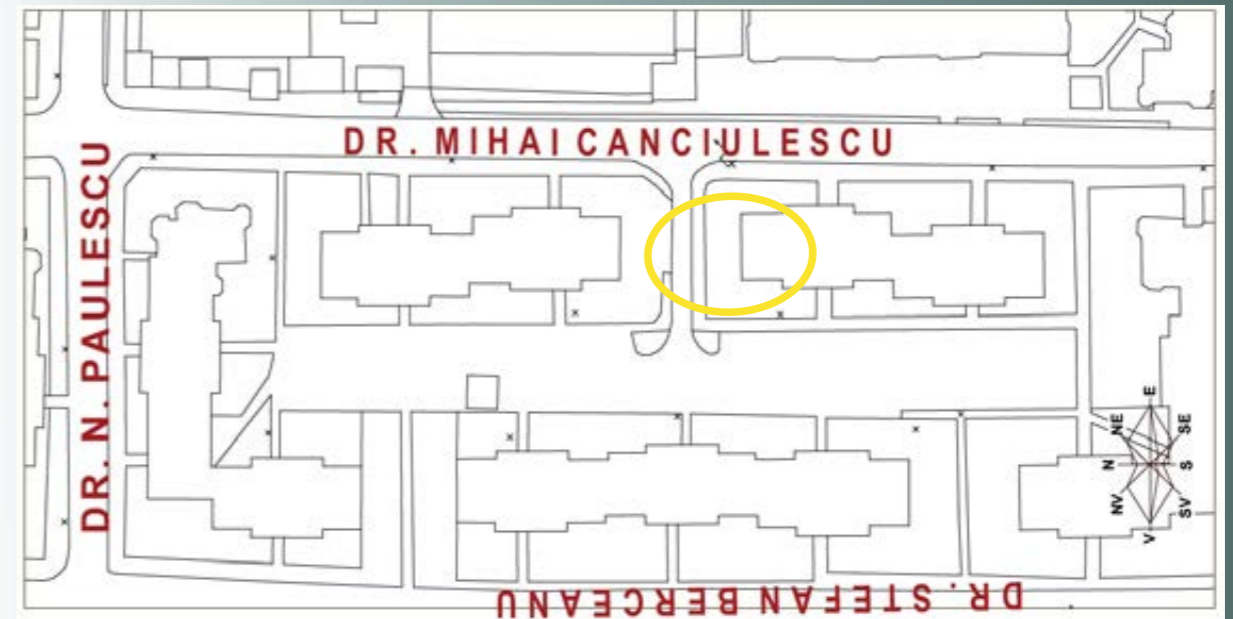 DR. MIHAI CANCIULESCU
DR. N. PAULESCU
E
NE
SE
N
S
NV
SV
V
DR. STEFAN BERCEANU